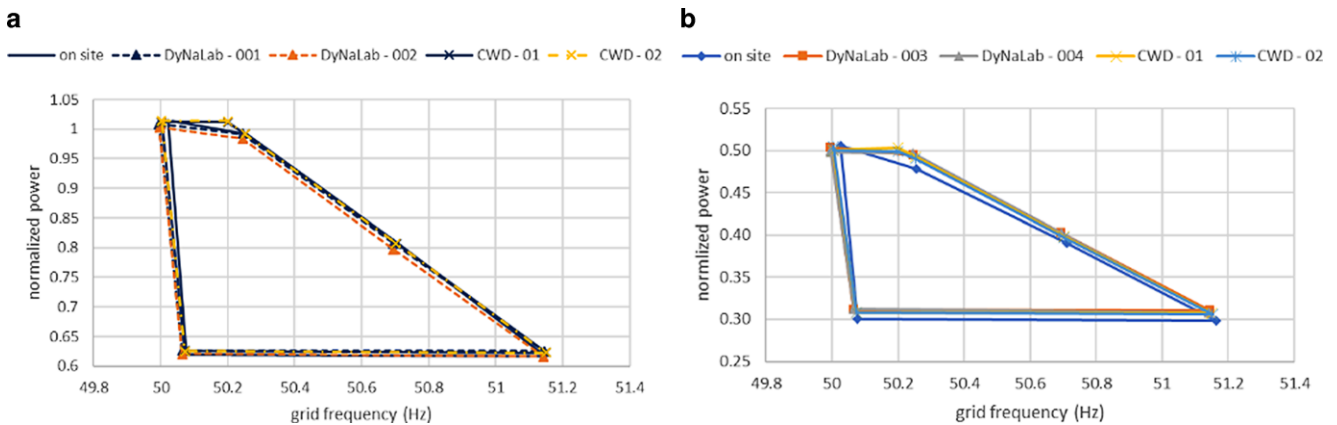 a
on site DyNaLab - 001 DyNaLab - 002 CWD - 01 CWD - 02
1.05
1
0.95
0.9
0.85
0.8
0.75
0.7
0.65
0.6
normalized power
49.8 50 50.2 50.4 50.6 50.8 51 51.2 51.4
grid frequency (Hz)
b
on site DyNaLab - 003 DyNaLab - 004 CWD - 01 CWD - 02
0.55
0.50
0.45
0.40
0.35
0.30
0.25
normlized power
49.8 50 50.2 50.4 50.6 50.8 51 51.2 51.4
grid frequency (Hz)